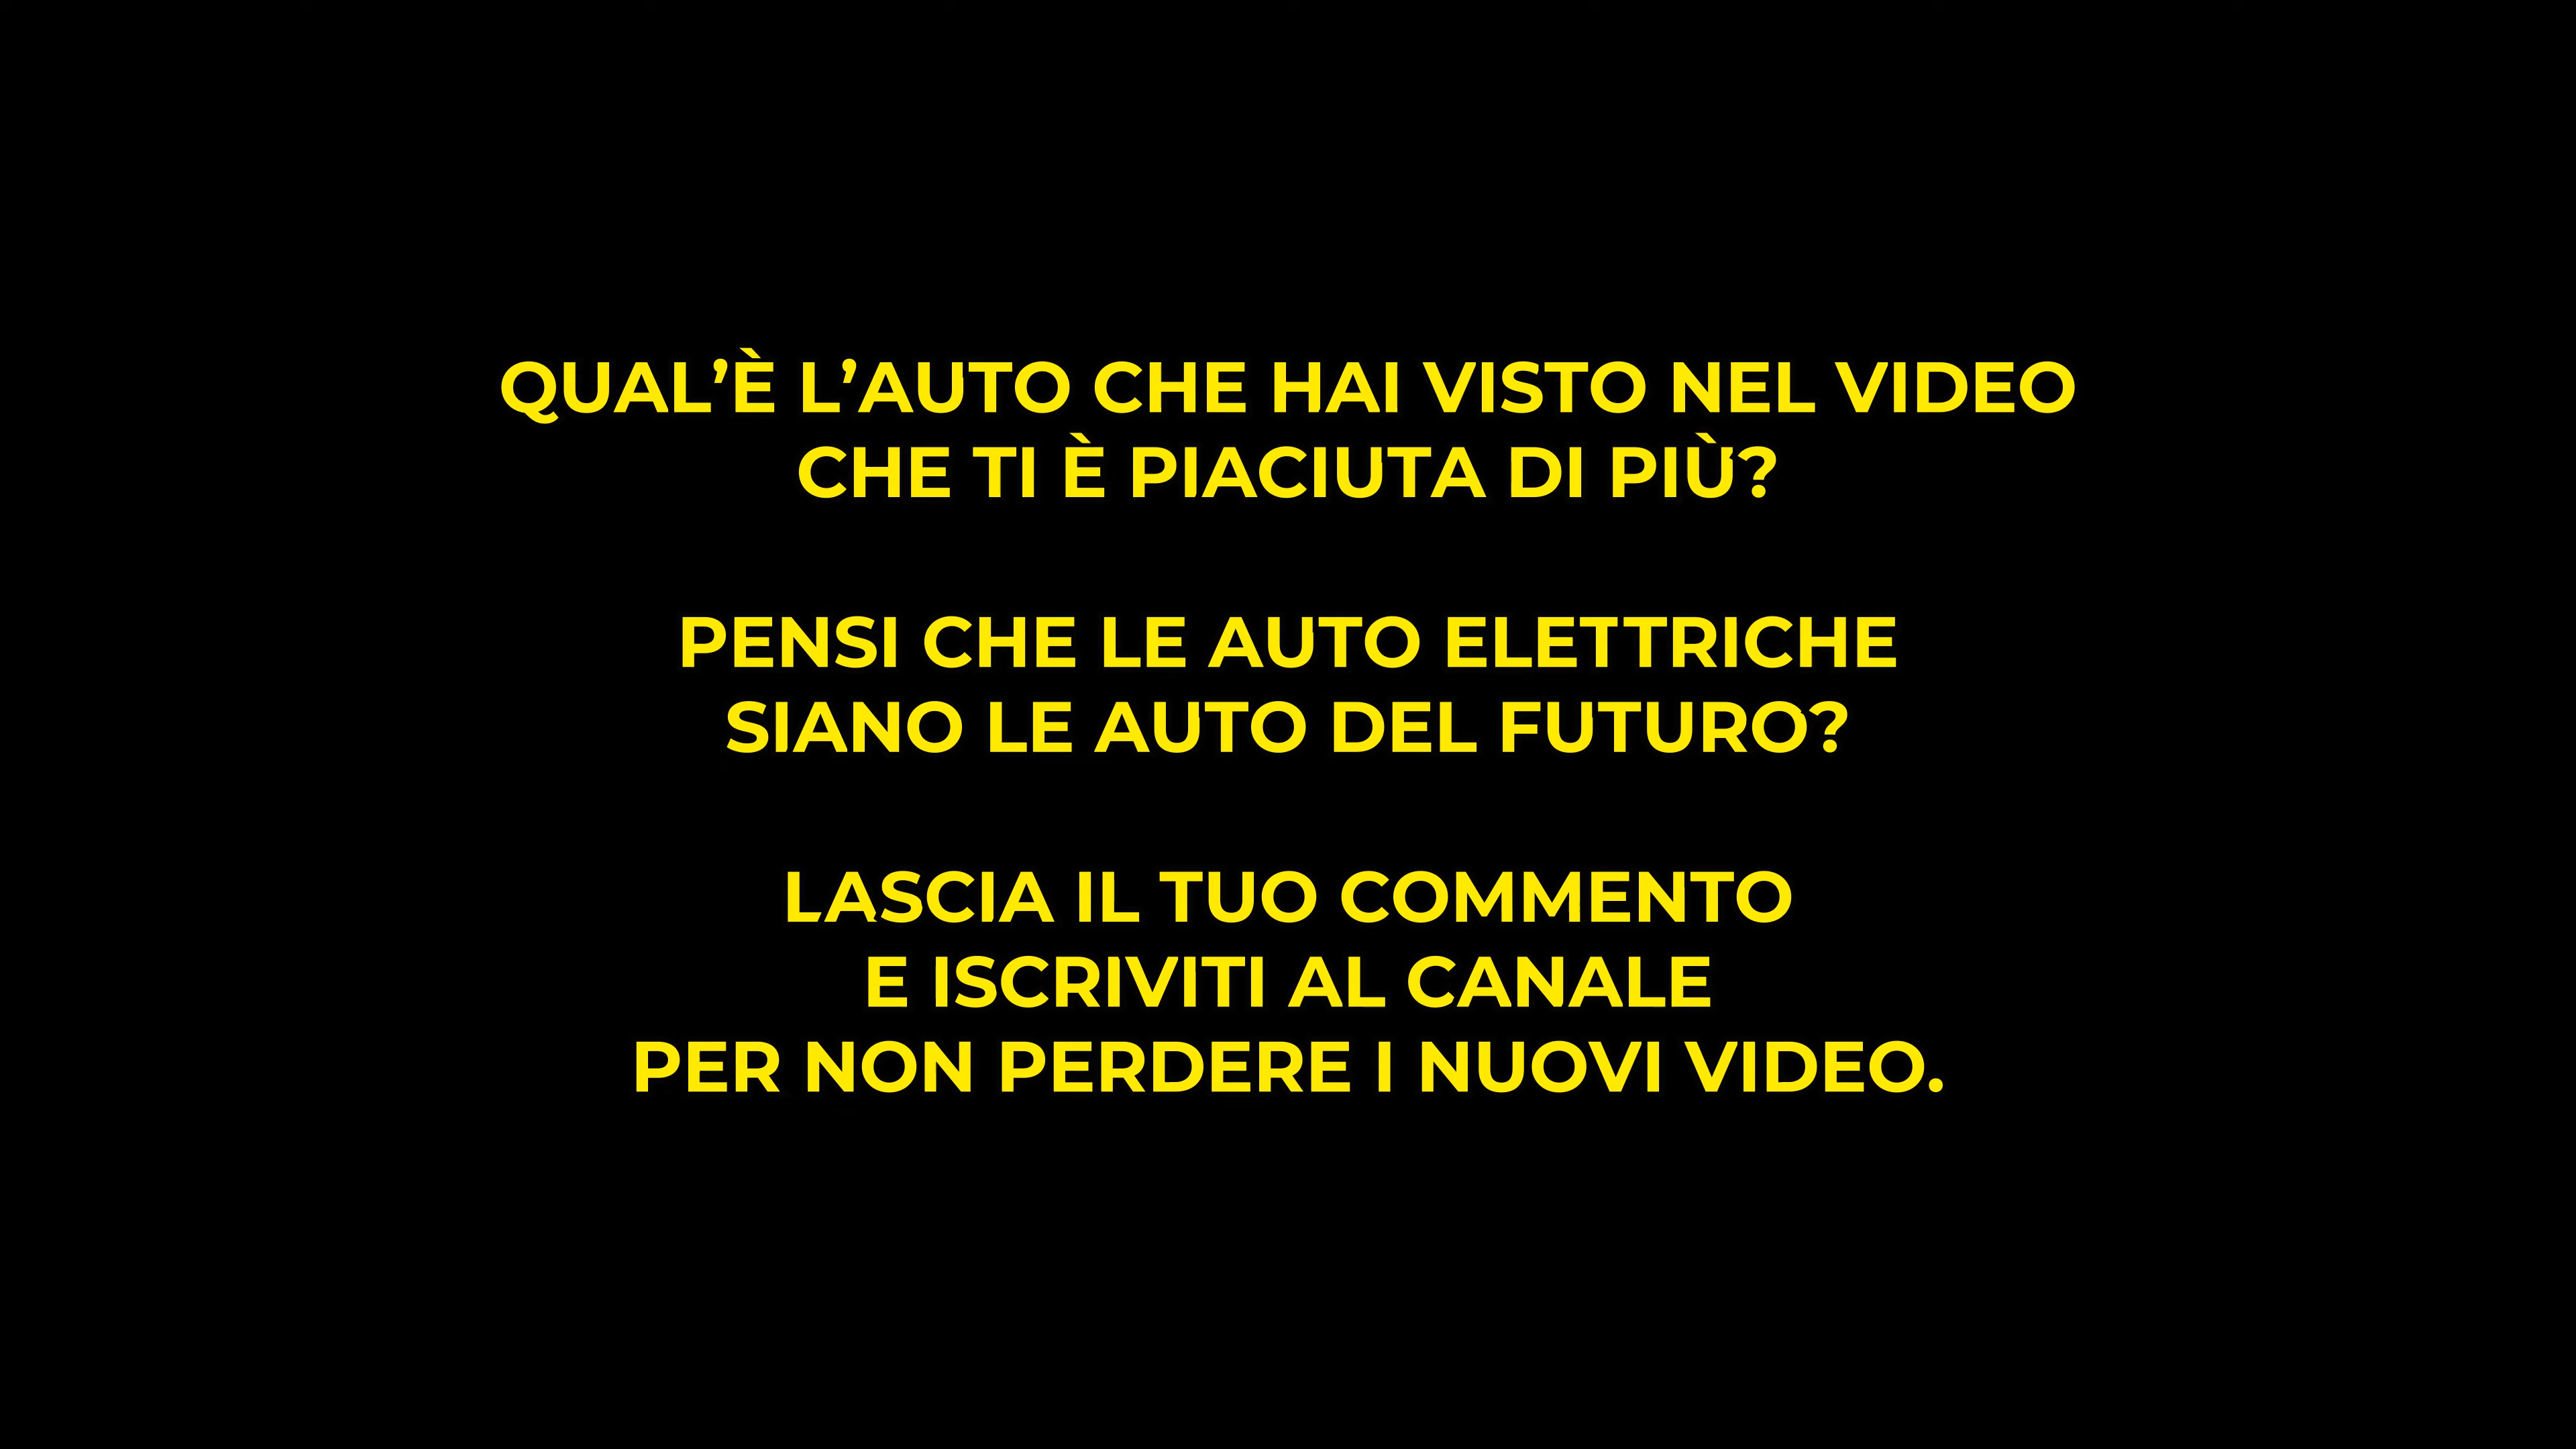 QUAL’È L’AUTO CHE HAI VISTO NEL VIDEO
CHE TI È PIACIUTA DI PIÙ?
PENSI CHE LE AUTO ELETTRICHE
SIANO LE AUTO DEL FUTURO?
LASCIA IL TUO COMMENTO
E ISCRIVITI AL CANALE
PER NON PERDERE I NUOVI VIDEO.